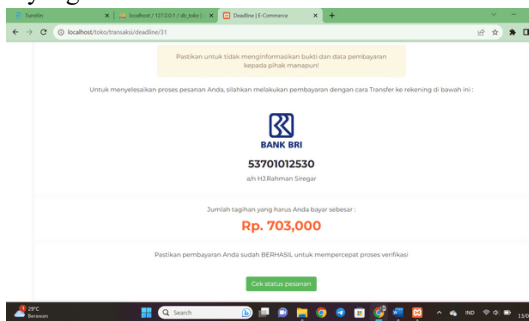 Turnitin
localhost / 127.0.0.1 / db_toko |
Deadline | E-Commerce
localhost/toko/transaksi/deadline/31
Pastikan untuk tidak menginformasikan bukti dan data pembayaran
kepada pihak manapun!
Untuk menyelesaikan proses pesanan Anda, silahkan melakukan pembayaran dengan cara Transfer ke rekening di bawah ini :
BANK BRI
53701012530
a/n HJ.Rahman Siregar
Jumlah tagihan yang harus Anda bayar sebesar :
Rp. 703,000
Pastikan pembayaran Anda sudah BERHASIL untuk mempercepat proses verifikasi
Cek status pesanan
29°C
Berawan
Search
IND